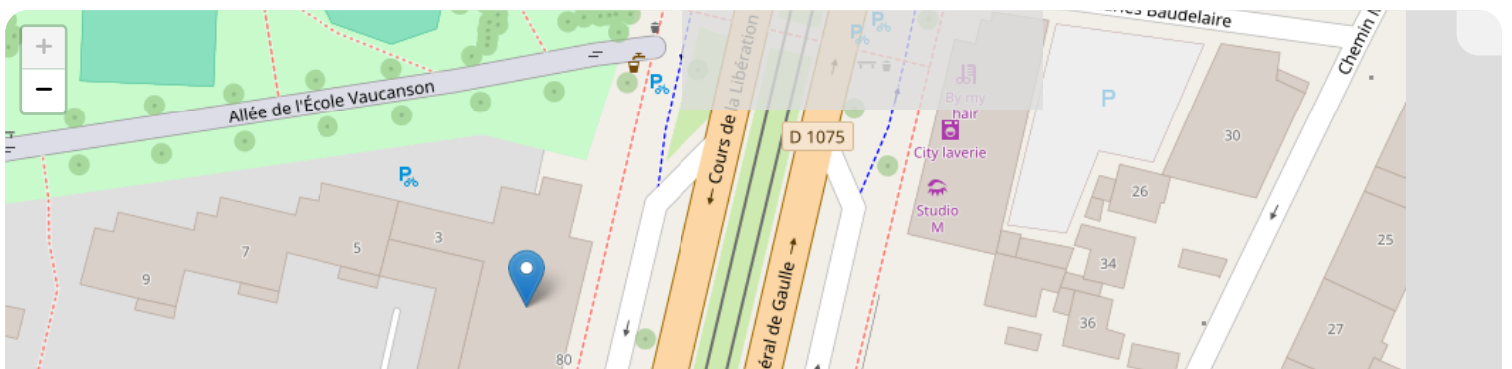 +
−
Allée de l'École Vaucanson
P
P
P
P
Cours de la Libération
D 1075
éral de Gaulle
By my
hair
City laverie
Studio
M
Baudelaire
Chemin
P
30
26
34
36
25
27
9
7
5
3
80